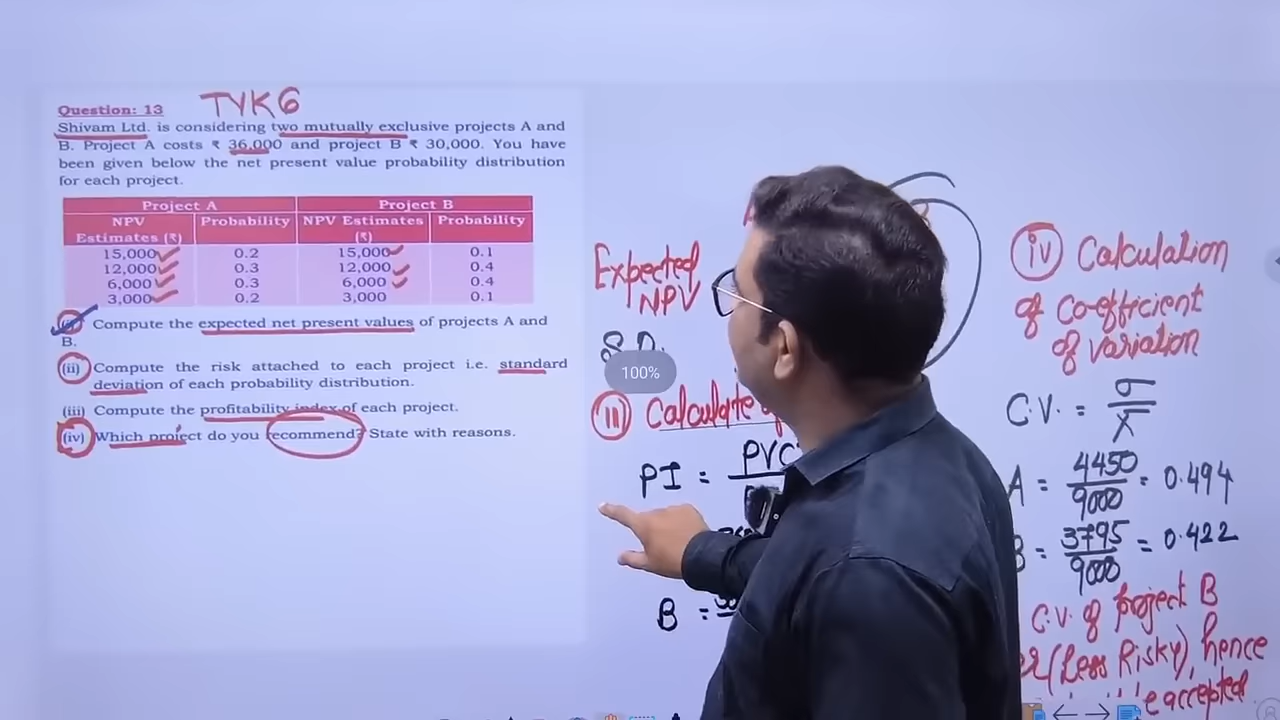 Question: 13 TYK6
Shivam Ltd. is considering two mutually exclusive projects A and
B. Project A costs ₹ 36,000 and project B ₹ 30,000. You have
been given below the net present value probability distribution
for each project.
Project A Project B
NPV Estimates (₹) Probability NPV Estimates (₹) Probability
15,000 0.2 15,000 0.1
12,000 0.3 12,000 0.4
6,000 0.3 6,000 0.4
3,000 0.2 3,000 0.1
(i) Compute the expected net present values of projects A and
B.
(ii) Compute the risk attached to each project i.e. standard
deviation of each probability distribution.
(iii) Compute the profitability index of each project.
(iv) Which project do you recommend? State with reasons.
Expected
NPV
S.D.
100%
(ii) Calculate
PI =
B =
(iv) Calculation
of Co-efficient
of variation
C.V. = σ/x̄
A = 4450/9000 = 0.494
B = 3795/9000 = 0.422
C.V. of Project B
(Less Risky), hence
accepted